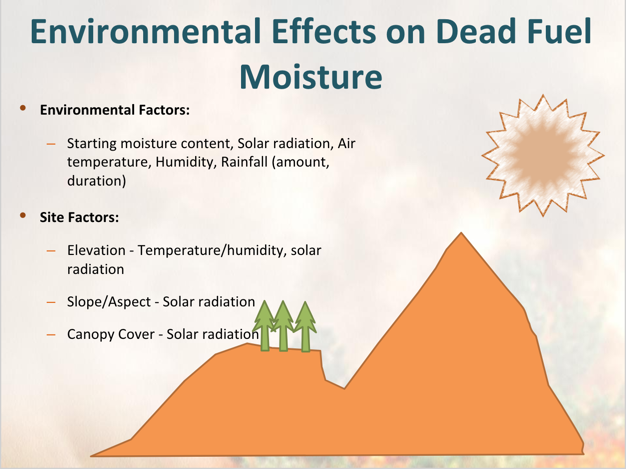 Environmental Effects on Dead Fuel
Moisture
• Environmental Factors:
– Starting moisture content, Solar radiation, Air
temperature, Humidity, Rainfall (amount,
duration)
• Site Factors:
– Elevation - Temperature/humidity, solar
radiation
– Slope/Aspect - Solar radiation
– Canopy Cover - Solar radiation